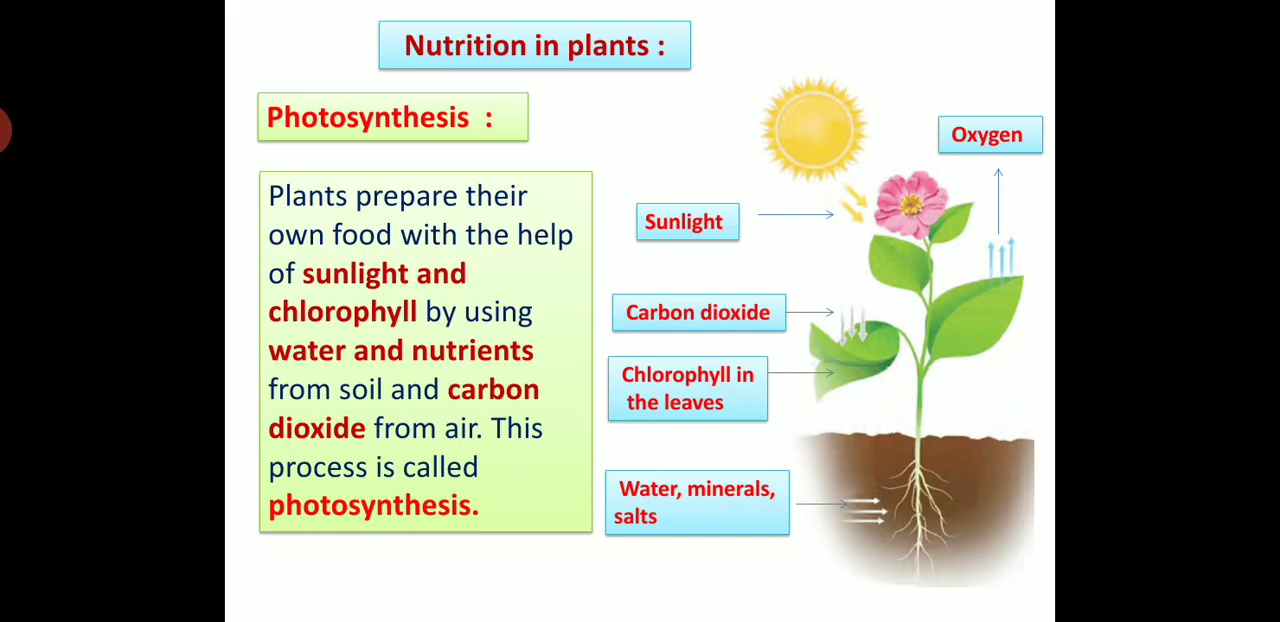 Nutrition in plants :
Photosynthesis :
Plants prepare their
own food with the help
of sunlight and
chlorophyll by using
water and nutrients
from soil and carbon
dioxide from air. This
process is called
photosynthesis.
Oxygen
Sunlight
Carbon dioxide
Chlorophyll in
the leaves
Water, minerals,
salts